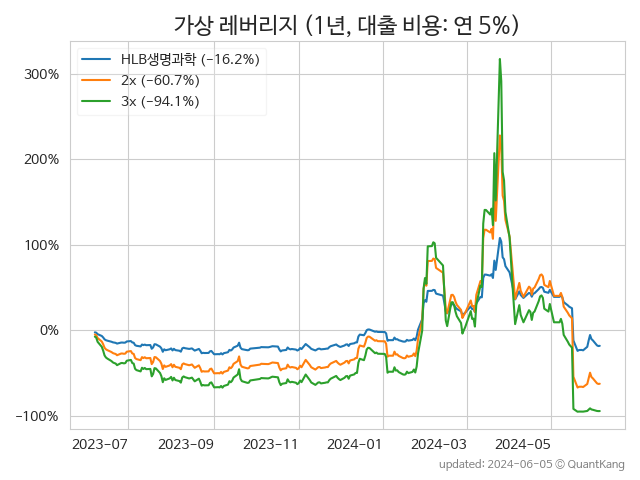 가상 레버리지 (1년, 대출 비용: 연 5%)
HLB생명과학 (−16.2%)
2x (−60.7%)
3x (−94.1%)
300%
200%
100%
0%
−100%
2023−07 2023−09 2023−11 2024−01 2024−03 2024−05
updated: 2024-06-05 © QuantKang